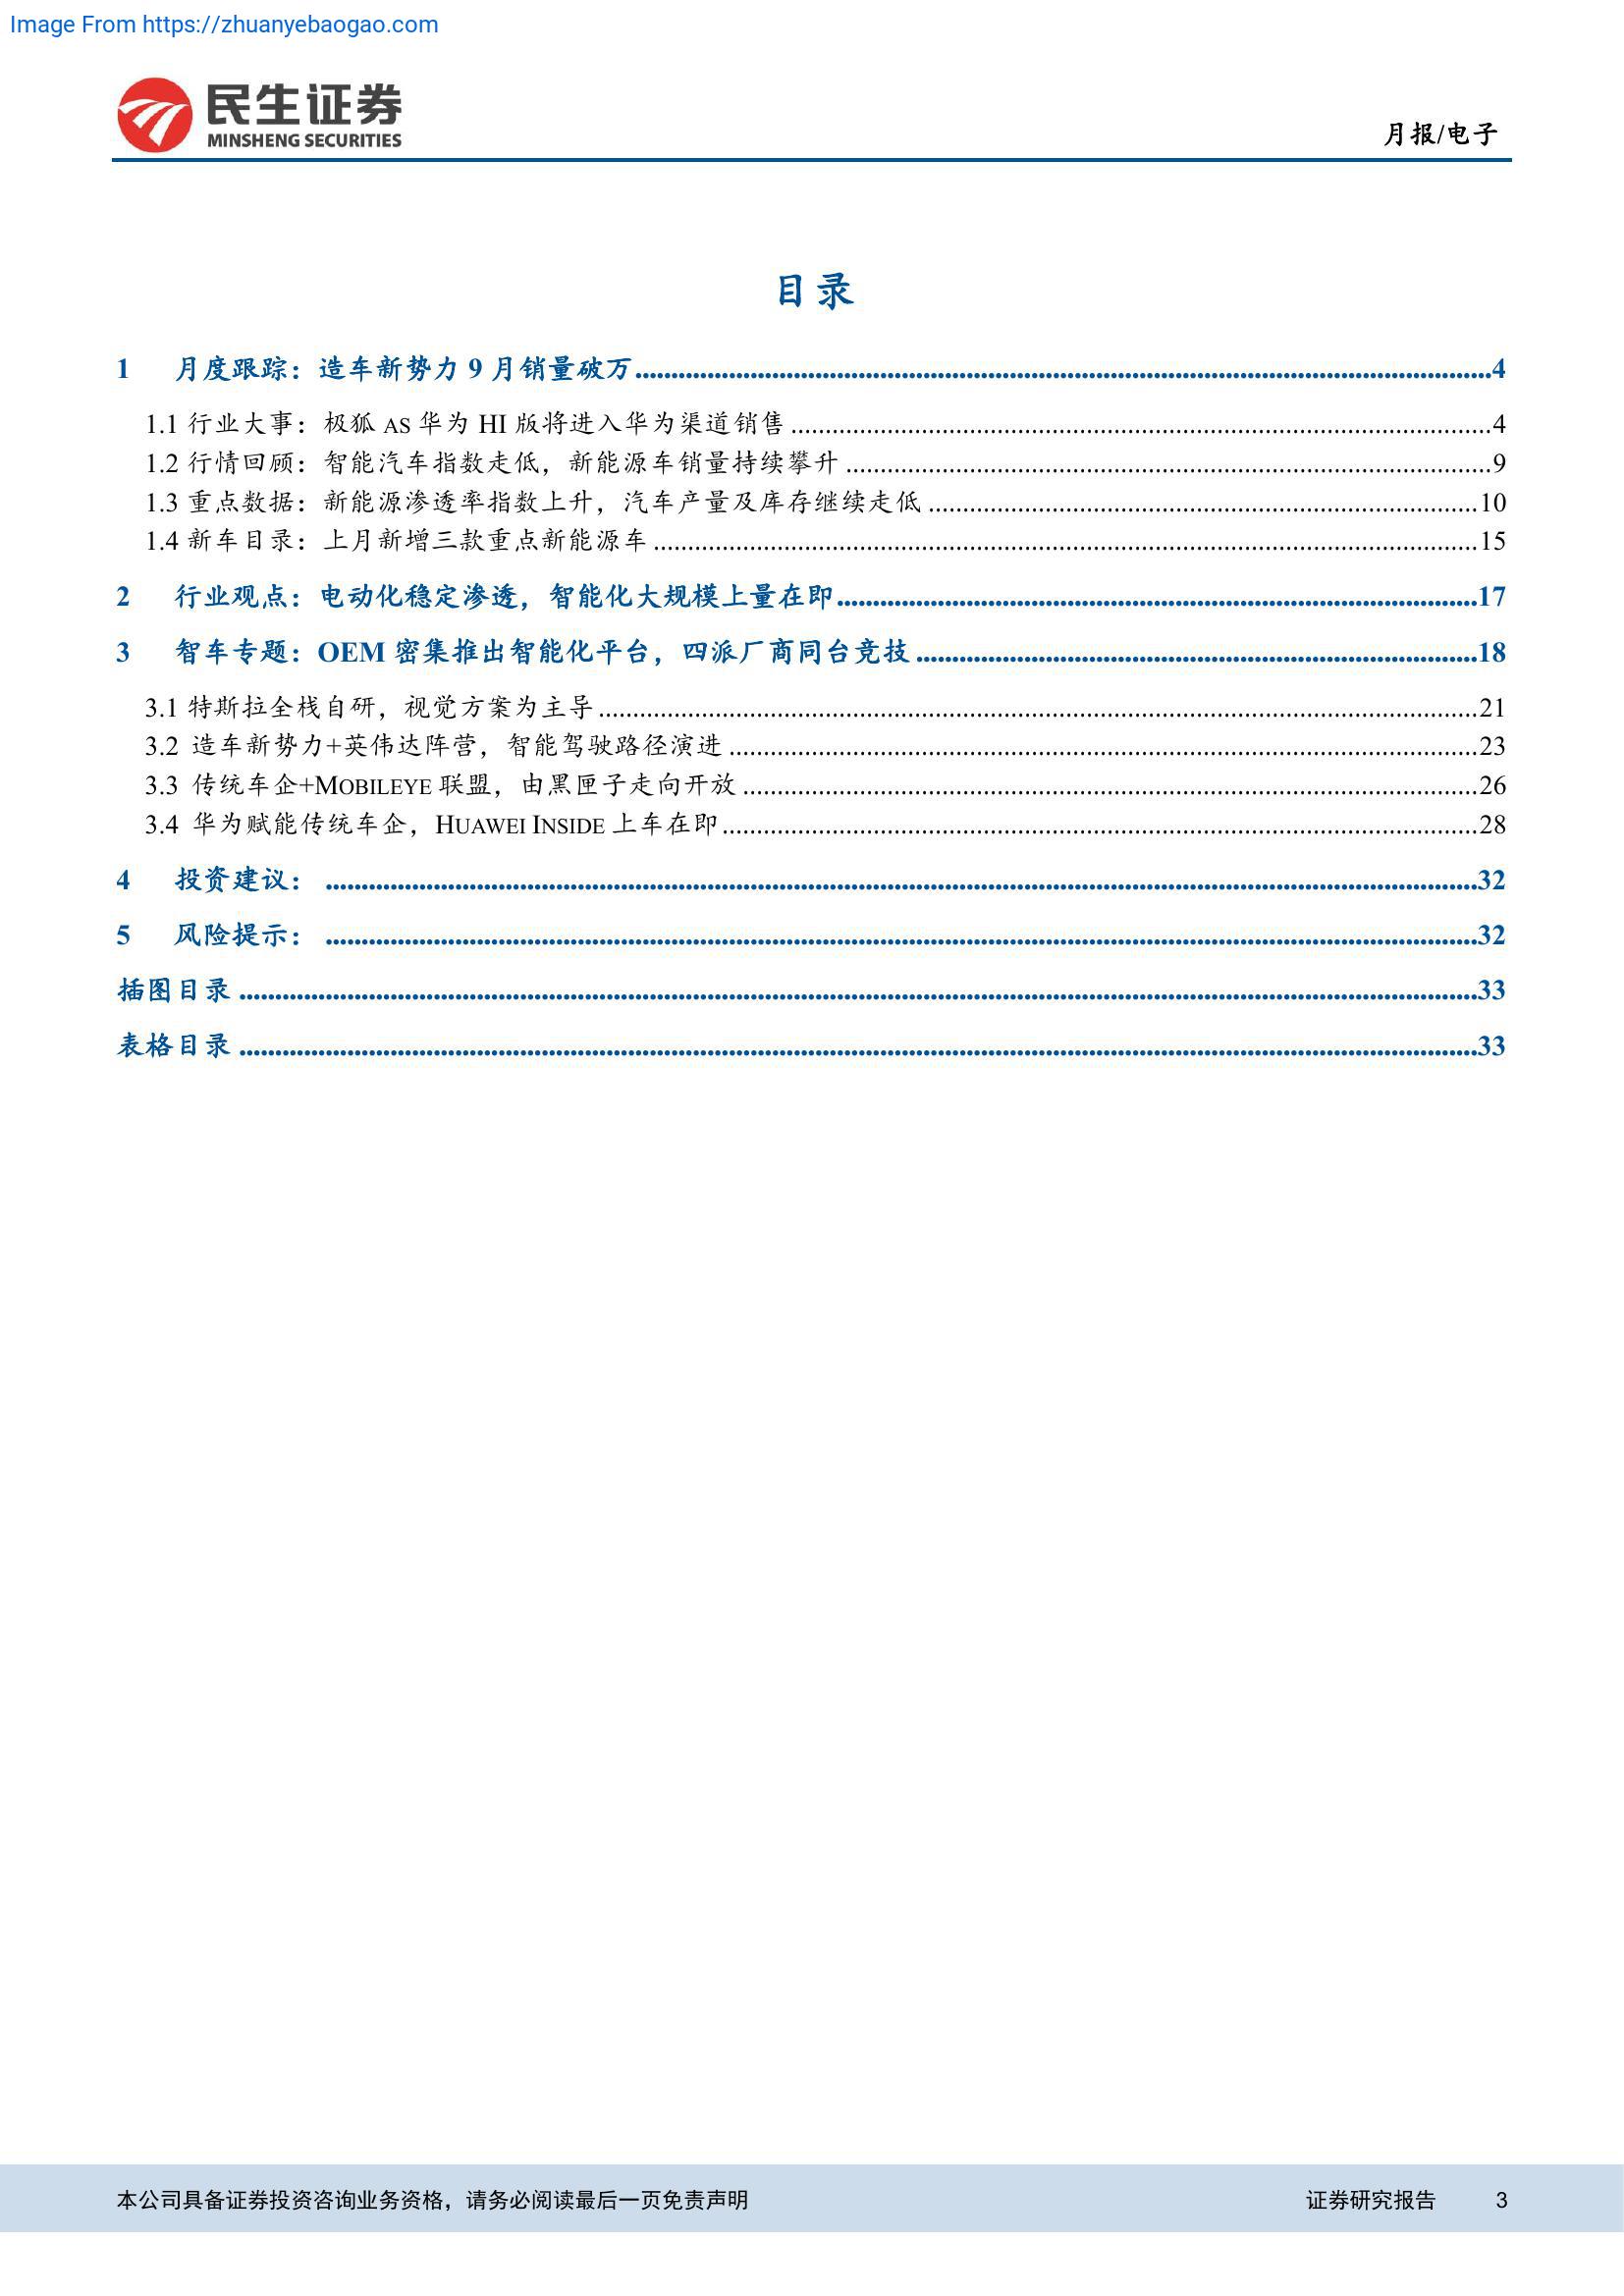 Image From https://zhuanyebaogao.com
民生证券
MINSHENG SECURITIES
月报/电子
目录
1 月度跟踪：造车新势力 9 月销量破万....................4
1.1 行业大事：极狐 AS 华为 HI 版将进入华为渠道销售....................4
1.2 行情回顾：智能汽车指数走低，新能源车销量持续攀升....................9
1.3 重点数据：新能源渗透率指数上升，汽车产量及库存继续走低....................10
1.4 新车目录：上月新增三款重点新能源车....................15
2 行业观点：电动化稳定渗透，智能化大规模上量在即....................17
3 智车专题：OEM 密集推出智能化平台，四派厂商同台竞技....................18
3.1 特斯拉全栈自研，视觉方案为主导....................21
3.2 造车新势力+英伟达阵营，智能驾驶路径演进....................23
3.3 传统车企+MOBILEYE 联盟，由黑匣子走向开放....................26
3.4 华为赋能传统车企，HUAWEI INSIDE 上车在即....................28
4 投资建议：....................32
5 风险提示：....................32
插图目录....................33
表格目录....................33
本公司具备证券投资咨询业务资格，请务必阅读最后一页免责声明 证券研究报告 3